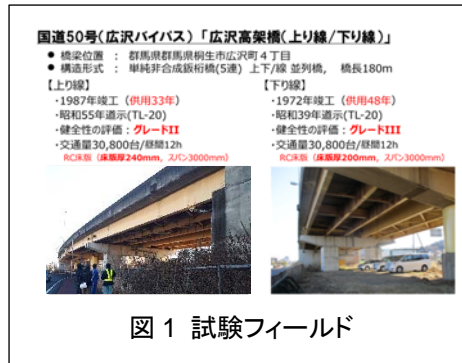 国道50号(広沢バイパス)「広沢高架橋(上り線/下り線)」
● 橋梁位置 : 群馬県群馬県桐生市広沢町４丁目
● 構造形式 : 単純非合成鈑桁橋(5連) 上下/線 並列橋, 橋長180m
【上り線】
・1987年竣工(供用33年)
・昭和55年道示(TL-20)
・健全性の評価:グレードII
・交通量30,800台/昼間12h
RC床版(床版厚240mm, スパン3000mm)
【下り線】
・1972年竣工(供用48年)
・昭和39年道示(TL-20)
・健全性の評価:グレードIII
・交通量30,800台/昼間12h
RC床版(床版厚200mm, スパン3000mm)
図 1 試験フィールド